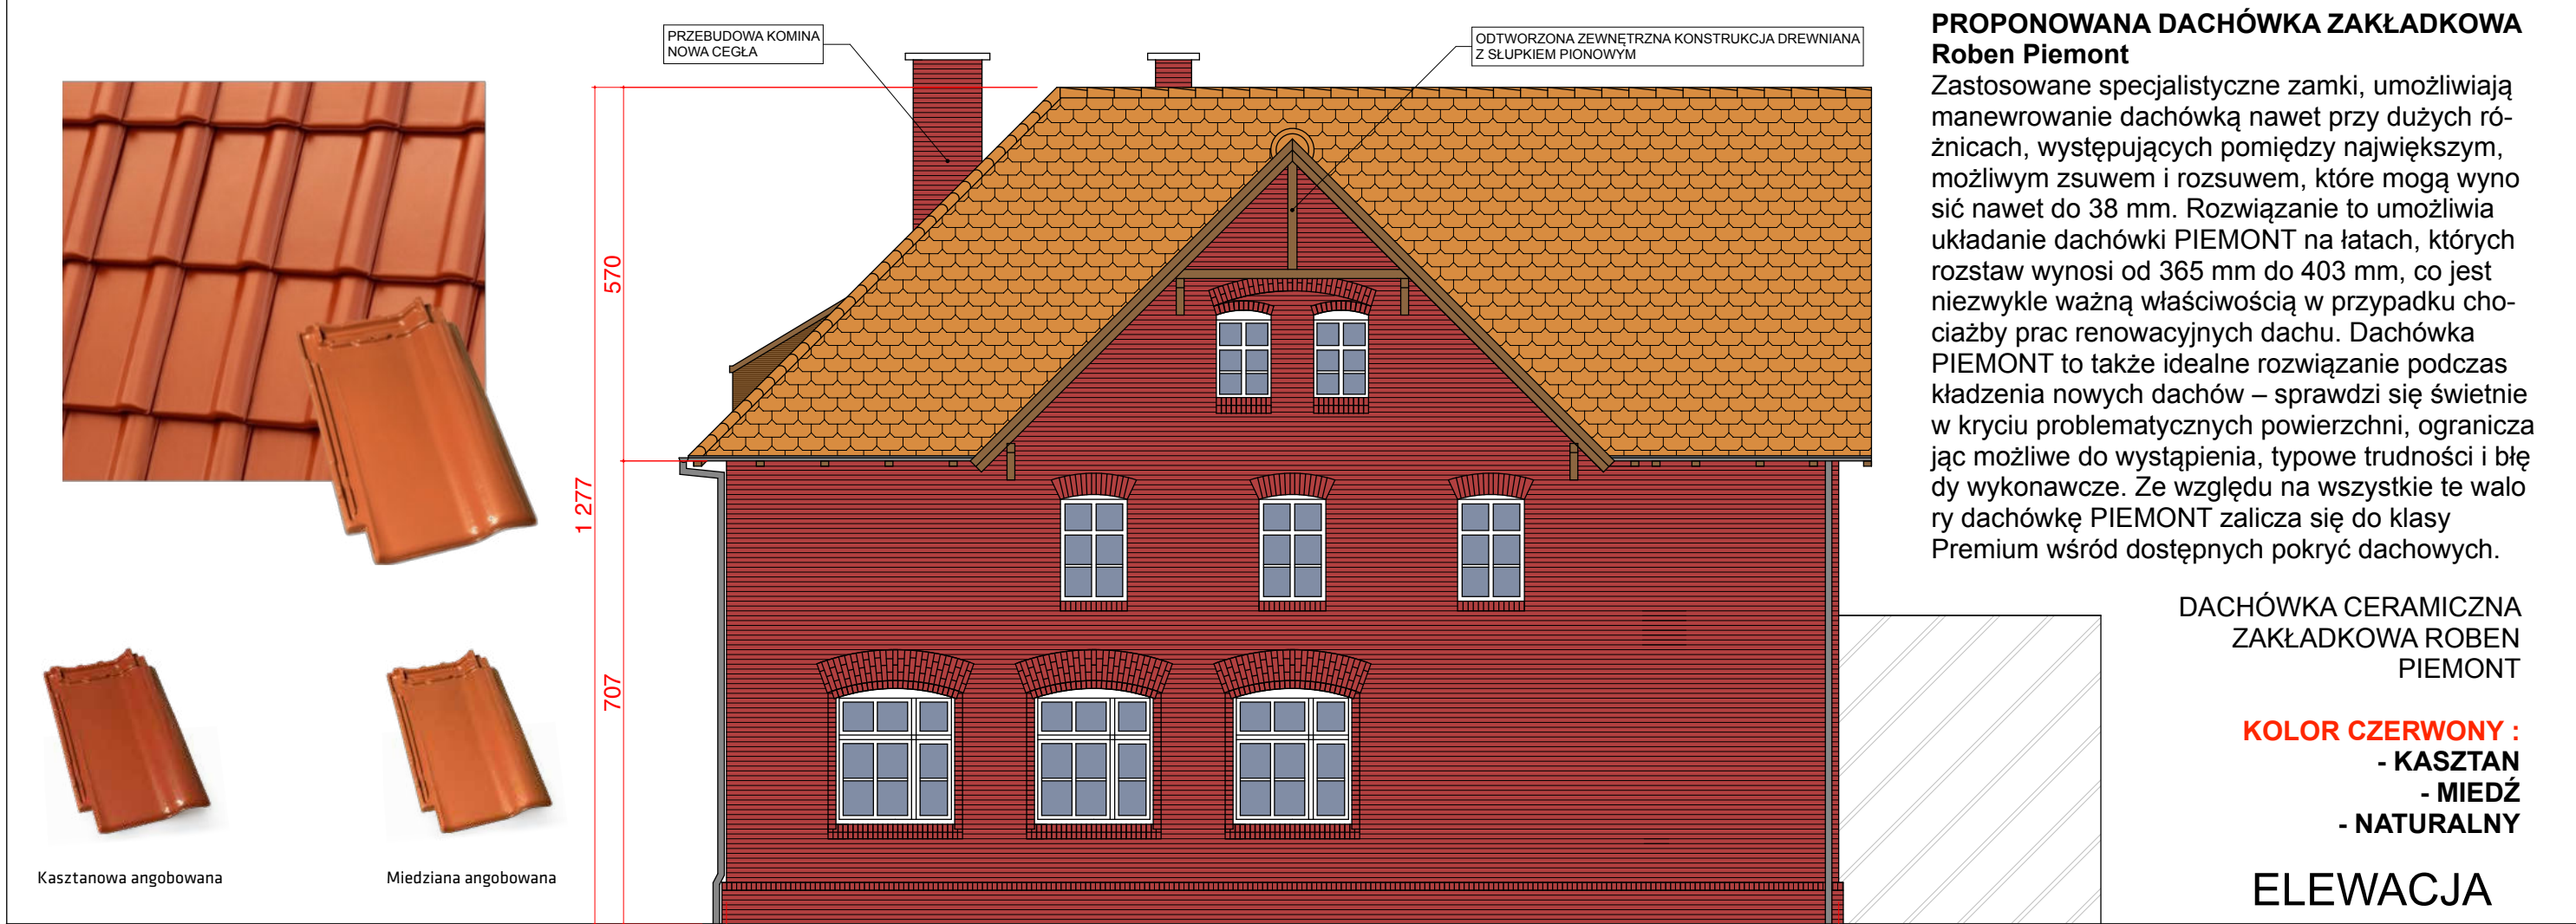 PRZEBUDOWA KOMINA
NOWA CEGŁA
ODTWORZONA ZEWNĘTRZNA KONSTRUKCJA DREWNIANA
Z SŁUPKIEM PIONOWYM
570
1 277
707
Kasztanowa angobowana
Miedziana angobowana
PROPONOWANA DACHÓWKA ZAKŁADKOWA
Roben Piemont
Zastosowane specjalistyczne zamki, umożliwiają
manewrowanie dachówką nawet przy dużych ró-
żnicach, występujących pomiędzy największym,
możliwym zsuwem i rozsuwem, które mogą wyno
sić nawet do 38 mm. Rozwiązanie to umożliwia
układanie dachówki PIEMONT na łatach, których
rozstaw wynosi od 365 mm do 403 mm, co jest
niezwykle ważną właściwością w przypadku cho-
ciażby prac renowacyjnych dachu. Dachówka
PIEMONT to także idealne rozwiązanie podczas
kładzenia nowych dachów – sprawdzi się świetnie
w kryciu problematycznych powierzchni, ogranicza
jąc możliwe do wystąpienia, typowe trudności i błę
dy wykonawcze. Ze względu na wszystkie te walo
ry dachówkę PIEMONT zalicza się do klasy
Premium wśród dostępnych pokryć dachowych.
DACHÓWKA CERAMICZNA
ZAKŁADKOWA ROBEN
PIEMONT
KOLOR CZERWONY :
- KASZTAN
- MIEDŹ
- NATURALNY
ELEWACJA